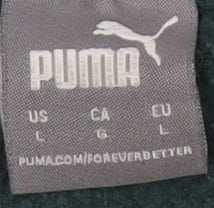 PUMA
US CA EU
L G L
PUMA.COM/FOREVERBETTER